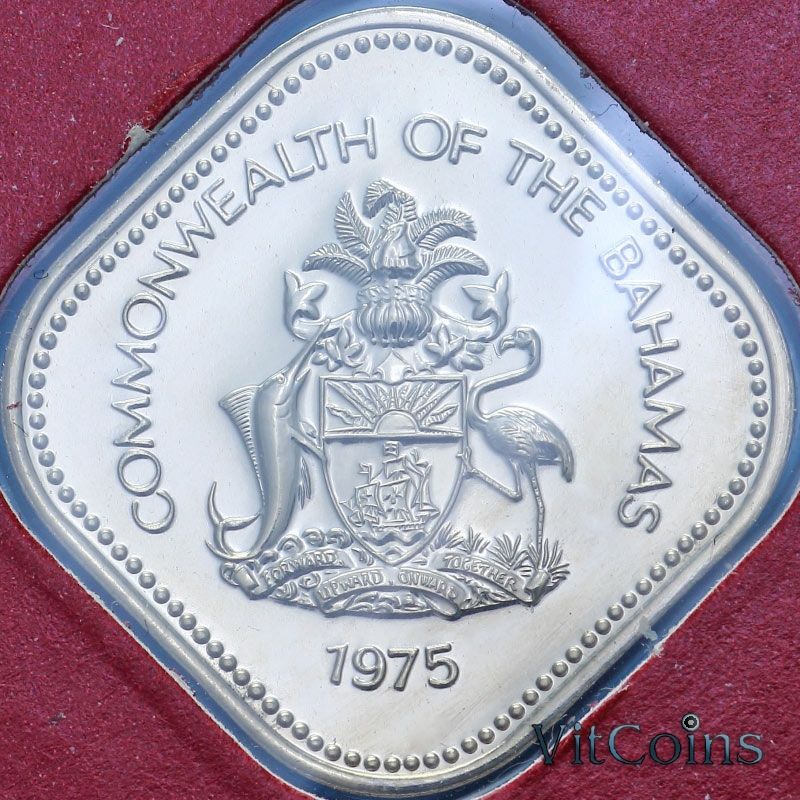 COMMONWEALTH OF THE BAHAMAS
FORWARD, UPWARD, ONWARD, TOGETHER
1975
VitCoins